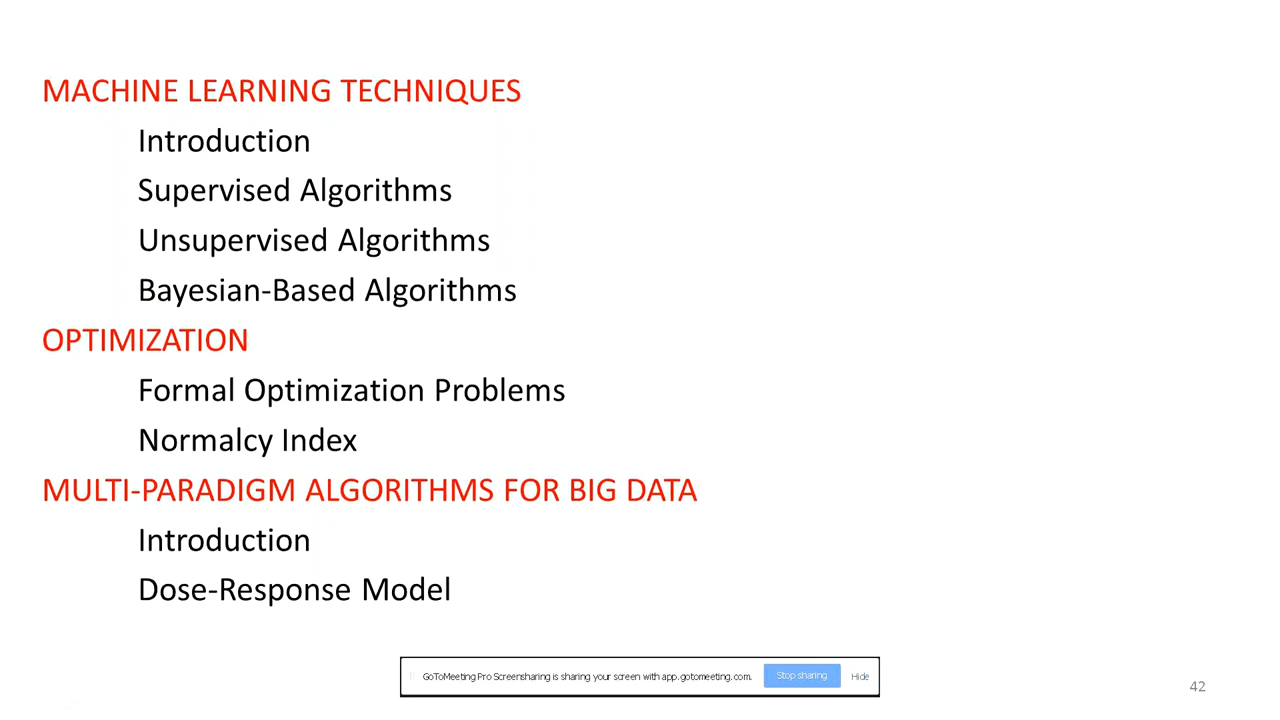 MACHINE LEARNING TECHNIQUES
Introduction
Supervised Algorithms
Unsupervised Algorithms
Bayesian-Based Algorithms
OPTIMIZATION
Formal Optimization Problems
Normalcy Index
MULTI-PARADIGM ALGORITHMS FOR BIG DATA
Introduction
Dose-Response Model
GoToMeeting Pro Screensharing is sharing your screen with app.gotomeeting.com. Stop sharing Hide
42